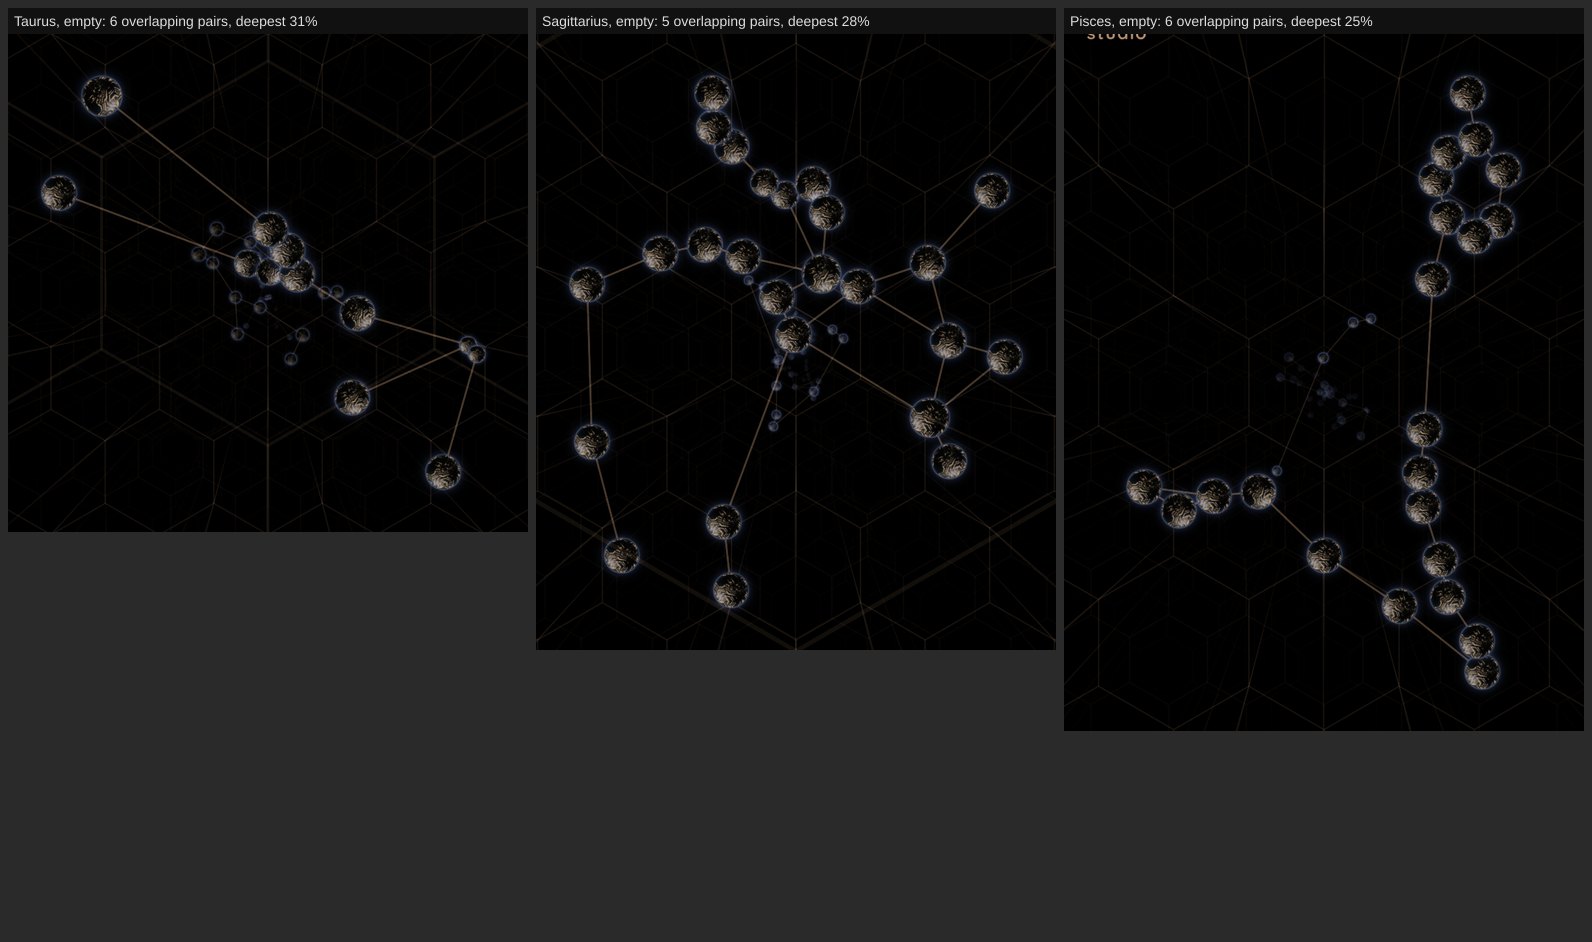 Taurus, empty: 6 overlapping pairs, deepest 31%
Sagittarius, empty: 5 overlapping pairs, deepest 28%
Pisces, empty: 6 overlapping pairs, deepest 25%
studio